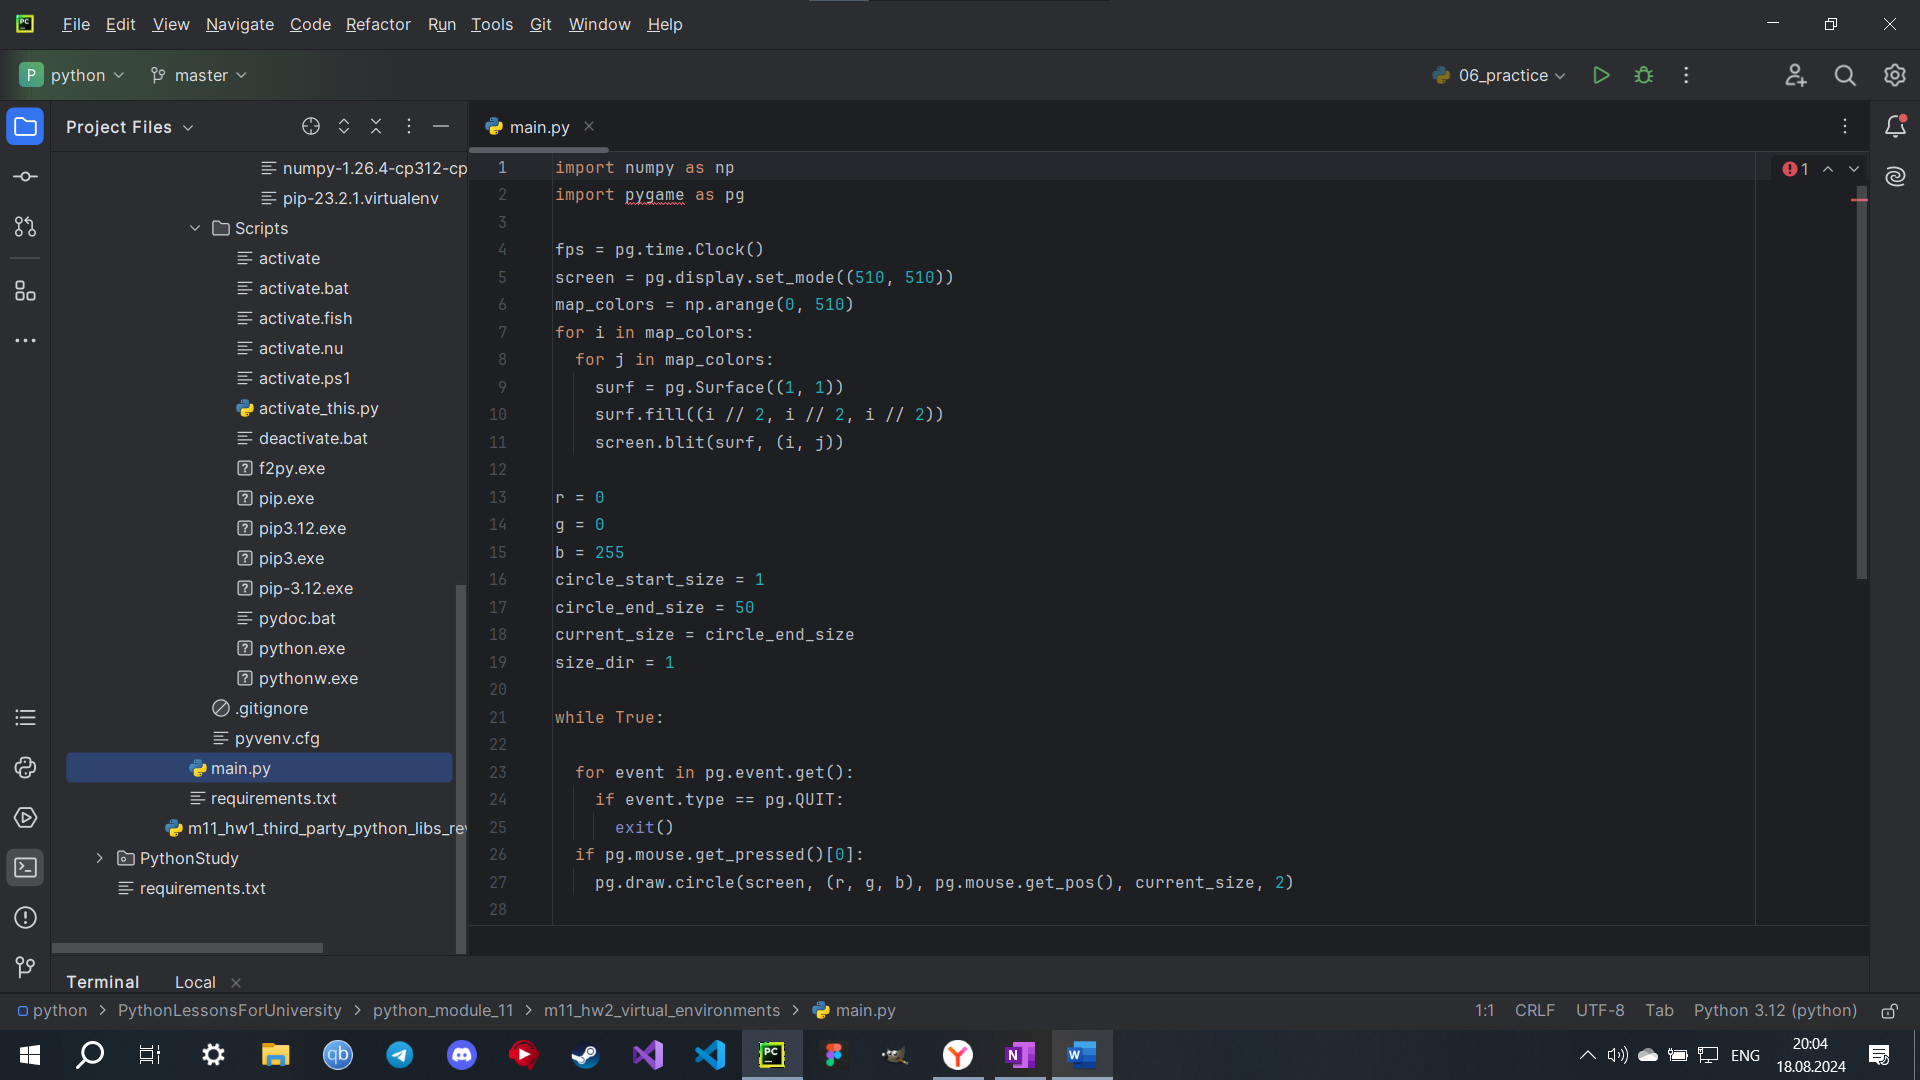 File Edit View Navigate Code Refactor Run Tools Git Window Help
P python master 06_practice
Project Files
main.py
numpy-1.26.4-cp312-cp
pip-23.2.1.virtualenv
Scripts
activate
activate.bat
activate.fish
activate.nu
activate.ps1
activate_this.py
deactivate.bat
f2py.exe
pip.exe
pip3.12.exe
pip3.exe
pip-3.12.exe
pydoc.bat
python.exe
pythonw.exe
.gitignore
pyvenv.cfg
main.py
requirements.txt
m11_hw1_third_party_python_libs_rev
PythonStudy
requirements.txt
1 import numpy as np
2 import pygame as pg
3
4 fps = pg.time.Clock()
5 screen = pg.display.set_mode((510, 510))
6 map_colors = np.arange(0, 510)
7 for i in map_colors:
8 for j in map_colors:
9 surf = pg.Surface((1, 1))
10 surf.fill((i // 2, i // 2, i // 2))
11 screen.blit(surf, (i, j))
12
13 r = 0
14 g = 0
15 b = 255
16 circle_start_size = 1
17 circle_end_size = 50
18 current_size = circle_end_size
19 size_dir = 1
20
21 while True:
22
23 for event in pg.event.get():
24 if event.type == pg.QUIT:
25 exit()
26 if pg.mouse.get_pressed()[0]:
27 pg.draw.circle(screen, (r, g, b), pg.mouse.get_pos(), current_size, 2)
28
1
Terminal Local
python > PythonLessonsForUniversity > python_module_11 > m11_hw2_virtual_environments > main.py
1:1 CRLF UTF-8 Tab Python 3.12 (python)
ENG
20:04
18.08.2024